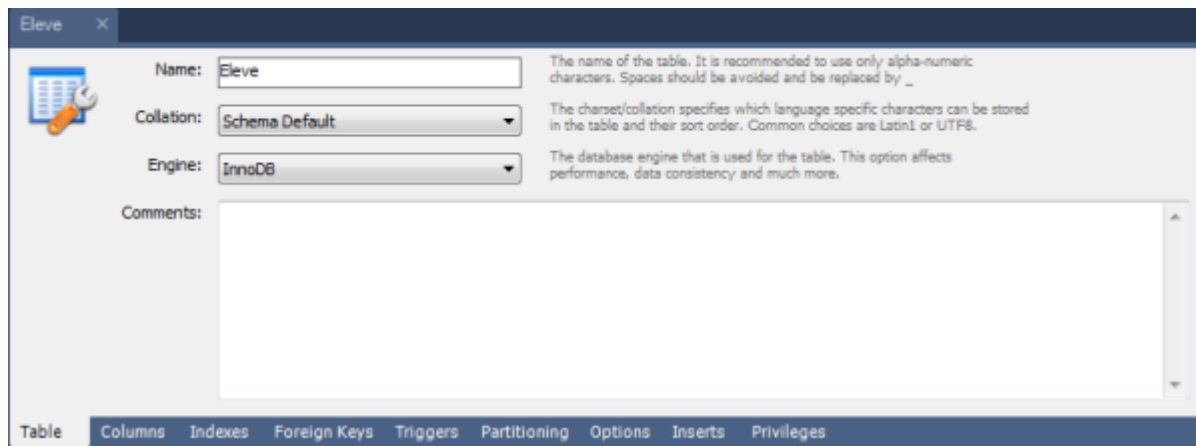 Eleve ×
Name: Eleve
The name of the table. It is recommended to use only alpha-numeric
characters. Spaces should be avoided and be replaced by _
Collation: Schema Default
The charset/collation specifies which language specific characters can be stored
in the table and their sort order. Common choices are Latin1 or UTF8.
Engine: InnoDB
The database engine that is used for the table. This option affects
performance, data consistency and much more.
Comments:
Table Columns Indexes Foreign Keys Triggers Partitioning Options Inserts Privileges